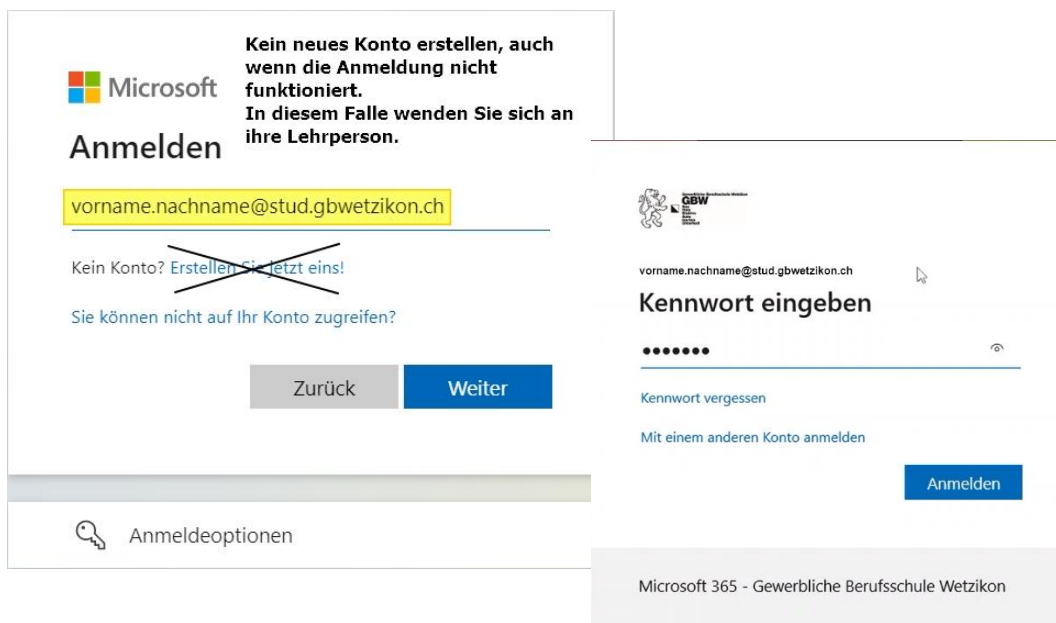 Kein neues Konto erstellen, auch
wenn die Anmeldung nicht
funktioniert.
In diesem Falle wenden Sie sich an
ihre Lehrperson.
Microsoft
Anmelden
vorname.nachname@stud.gbwetzikon.ch
Kein Konto? Erstellen Sie jetzt eins!
Sie können nicht auf Ihr Konto zugreifen?
Zurück
Weiter
Anmeldeoptionen
Gewerbliche Berufsschule Wetzikon
GBW
vorname.nachname@stud.gbwetzikon.ch
Kennwort eingeben
Kennwort vergessen
Mit einem anderen Konto anmelden
Anmelden
Microsoft 365 - Gewerbliche Berufsschule Wetzikon